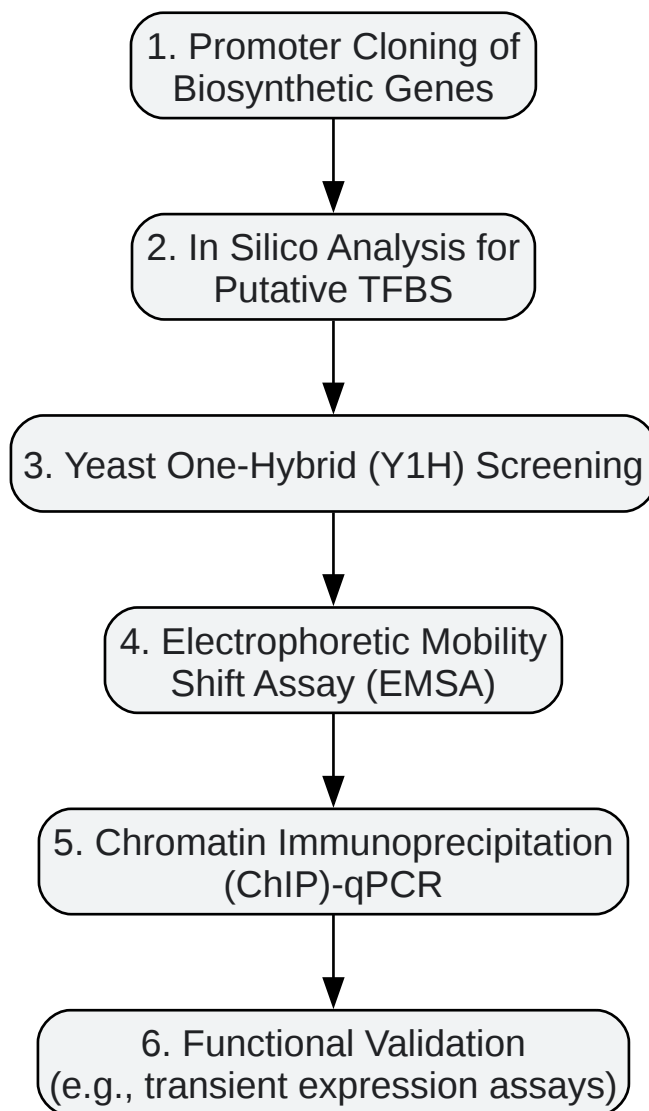 1. Promoter Cloning of
Biosynthetic Genes
2. In Silico Analysis for
Putative TFBS
3. Yeast One-Hybrid (Y1H) Screening
4. Electrophoretic Mobility
Shift Assay (EMSA)
5. Chromatin Immunoprecipitation
(ChIP)-qPCR
6. Functional Validation
(e.g., transient expression assays)